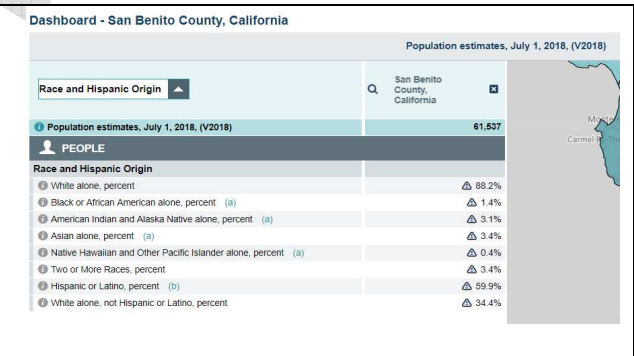 Dashboard - San Benito County, California
Population estimates, July 1, 2018, (V2018)
Race and Hispanic Origin
San Benito
County,
California
Population estimates, July 1, 2018, (V2018) 61,537
PEOPLE
Race and Hispanic Origin
White alone, percent 88.2%
Black or African American alone, percent (a) 1.4%
American Indian and Alaska Native alone, percent (a) 3.1%
Asian alone, percent (a) 3.4%
Native Hawaiian and Other Pacific Islander alone, percent (a) 0.4%
Two or More Races, percent 3.4%
Hispanic or Latino, percent (b) 59.9%
White alone, not Hispanic or Latino, percent 34.4%